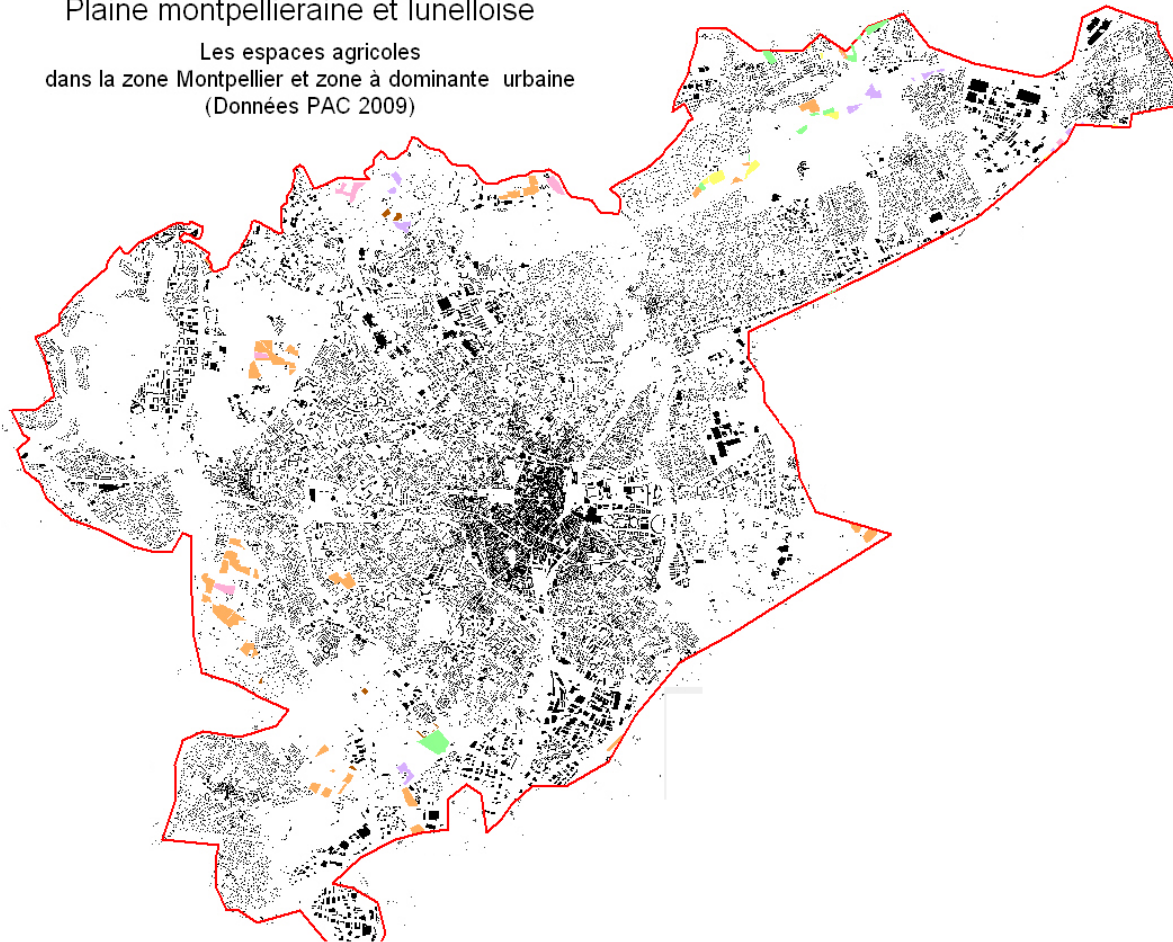 Plaine montpelliéraine et lunelloise
Les espaces agricoles
dans la zone Montpellier et zone à dominante urbaine
(Données PAC 2009)